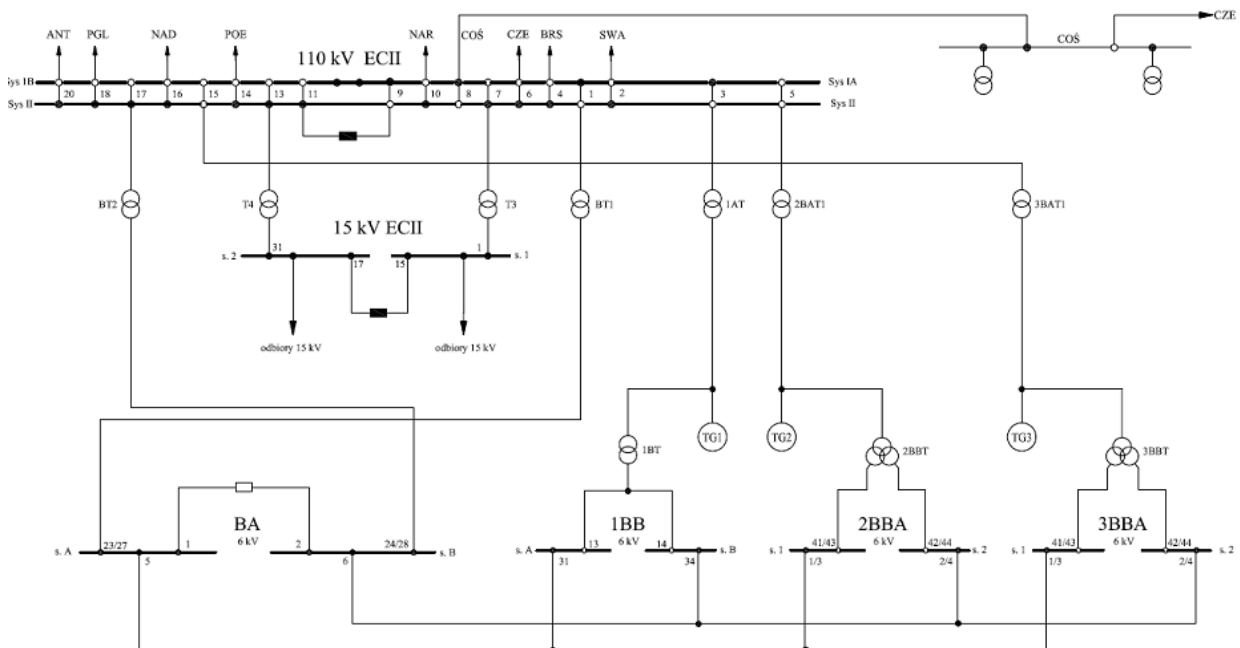 CZE
COŚ
ANT PGL NAD POE NAR COŚ CZE BRS SWA
110 kV ECII
Sys IB Sys IA
20 18 17 16 15 14 13 11 9 10 8 7 6 4 1 2 3 5
Sys II Sys II
BT2 T4 T3 BT1 1AT 2BAT1 3BAT1
15 kV ECII
31 1
s. 2 s. 1
17 15
odbiory 15 kV odbiory 15 kV
TG1 TG2 TG3
1BT 2BBT 3BBT
BA 1BB 2BBA 3BBA
6 kV 6 kV 6 kV 6 kV
23/27 1 2 24/28 13 14 41/43 42/44 41/43 42/44
s. A s. B s. A s. B s. 1 s. 2 s. 1 s. 2
5 6 31 34 1/3 2/4 1/3 2/4